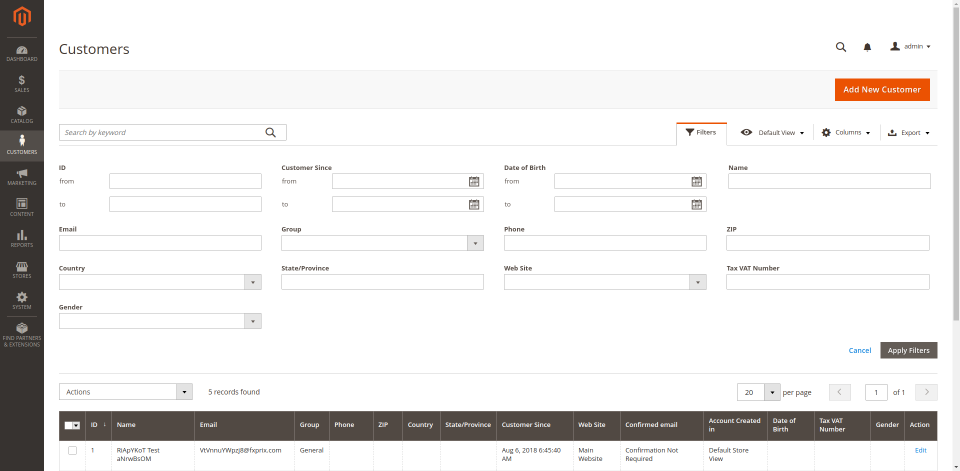 Customers
admin
Add New Customer
Search by keyword
Filters
Default View
Columns
Export
DASHBOARD
SALES
CATALOG
CUSTOMERS
MARKETING
CONTENT
REPORTS
STORES
SYSTEM
FIND PARTNERS
& EXTENSIONS
ID
from
to
Customer Since
from
to
Date of Birth
from
to
Name
Email
Group
Phone
ZIP
Country
State/Province
Web Site
Tax VAT Number
Gender
Cancel
Apply Filters
Actions
5 records found
20
per page
1
of 1
ID ↓ Name Email Group Phone ZIP Country State/Province Customer Since Web Site Confirmed email Account Created in Date of Birth Tax VAT Number Gender Action
1 RiApYKoT Test aNrwBsOM VtVnnuYWpzJ8@fxprix.com General Aug 6, 2018 6:45:40 AM Main Website Confirmation Not Required Default Store View Edit